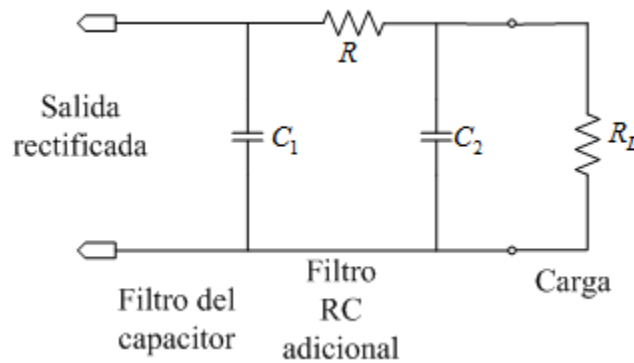 R
Salida
rectificada
C1
C2
RL
Filtro del
capacitor
Filtro
RC
adicional
Carga